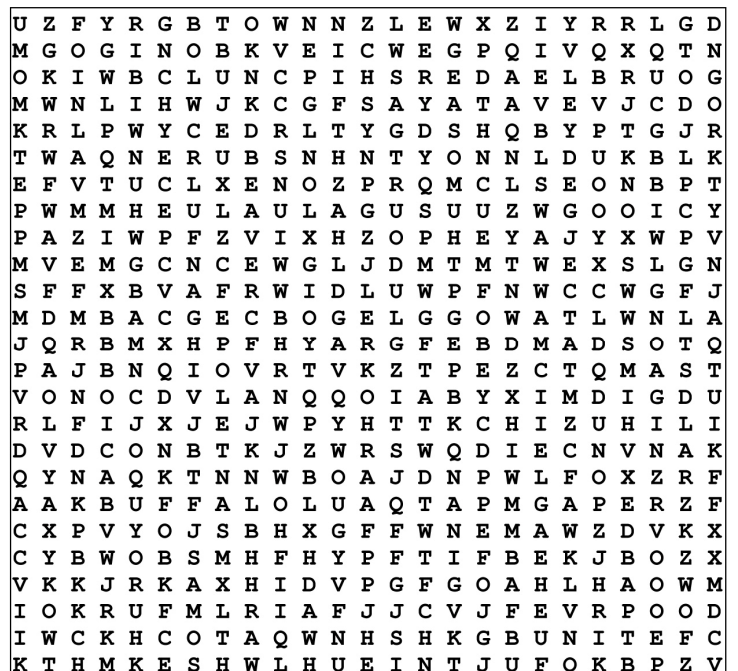 U Z F Y R G B T O W N N Z L E W X Z I Y R R L G D
M G O G I N O B K V E I C W E G P Q I V Q X Q T N
O K I W B C L U N C P I H S R E D A E L B R U O G
M W N L I H W J K C G F S A Y A T A V E V J C D O
K R L P W Y C E D R L T Y G D S H Q B Y P T G J R
T W A Q N E R U B S N H N T Y O N N L D U K B L K
E F V T U C L X E N O Z P R Q M C L S E O N B P T
P W M M H E U L A U L A G U S U U Z W G O O I C Y
P A Z I W P F Z V I X H Z O P H E Y A J Y X W P V
M V E M G C N C E W G L J D M T M T W E X S L G N
S F F X B V A F R W I D L U W P F N W C C W G F J
M D M B A C G E C B O G E L G G O W A T L W N L A
J Q R B M X H P F H Y A R G F E B D M A D S O T Q
P A J B N Q I O V R T V K Z T P E Z C T Q M A S T
V O N O C D V L A N Q Q O I A B Y X I M D I G D U
R L F I J X J E J W P Y H T T K C H I Z U H I L I
D V D C O N B T K J Z W R S W Q D I E C N V N A K
Q Y N A Q K T N N W B O A J D N P W L F O X Z R F
A A K B U F F A L O L U A Q T A P M G A P E R Z F
C X P V Y O J S B H X G F F W N E M A W Z D V K X
C Y B W O B S M H F H Y P F T I F B E K J B O Z X
V K K J R K A X H I D V P G F G O A H L H A O W M
I O K R U F M L R I A F J J C V J F E V R P O O D
I W C K H C O T A Q W N H S H K G B U N I T E F C
K T H M K E S H W L H U E I N T J U F O K B P Z V